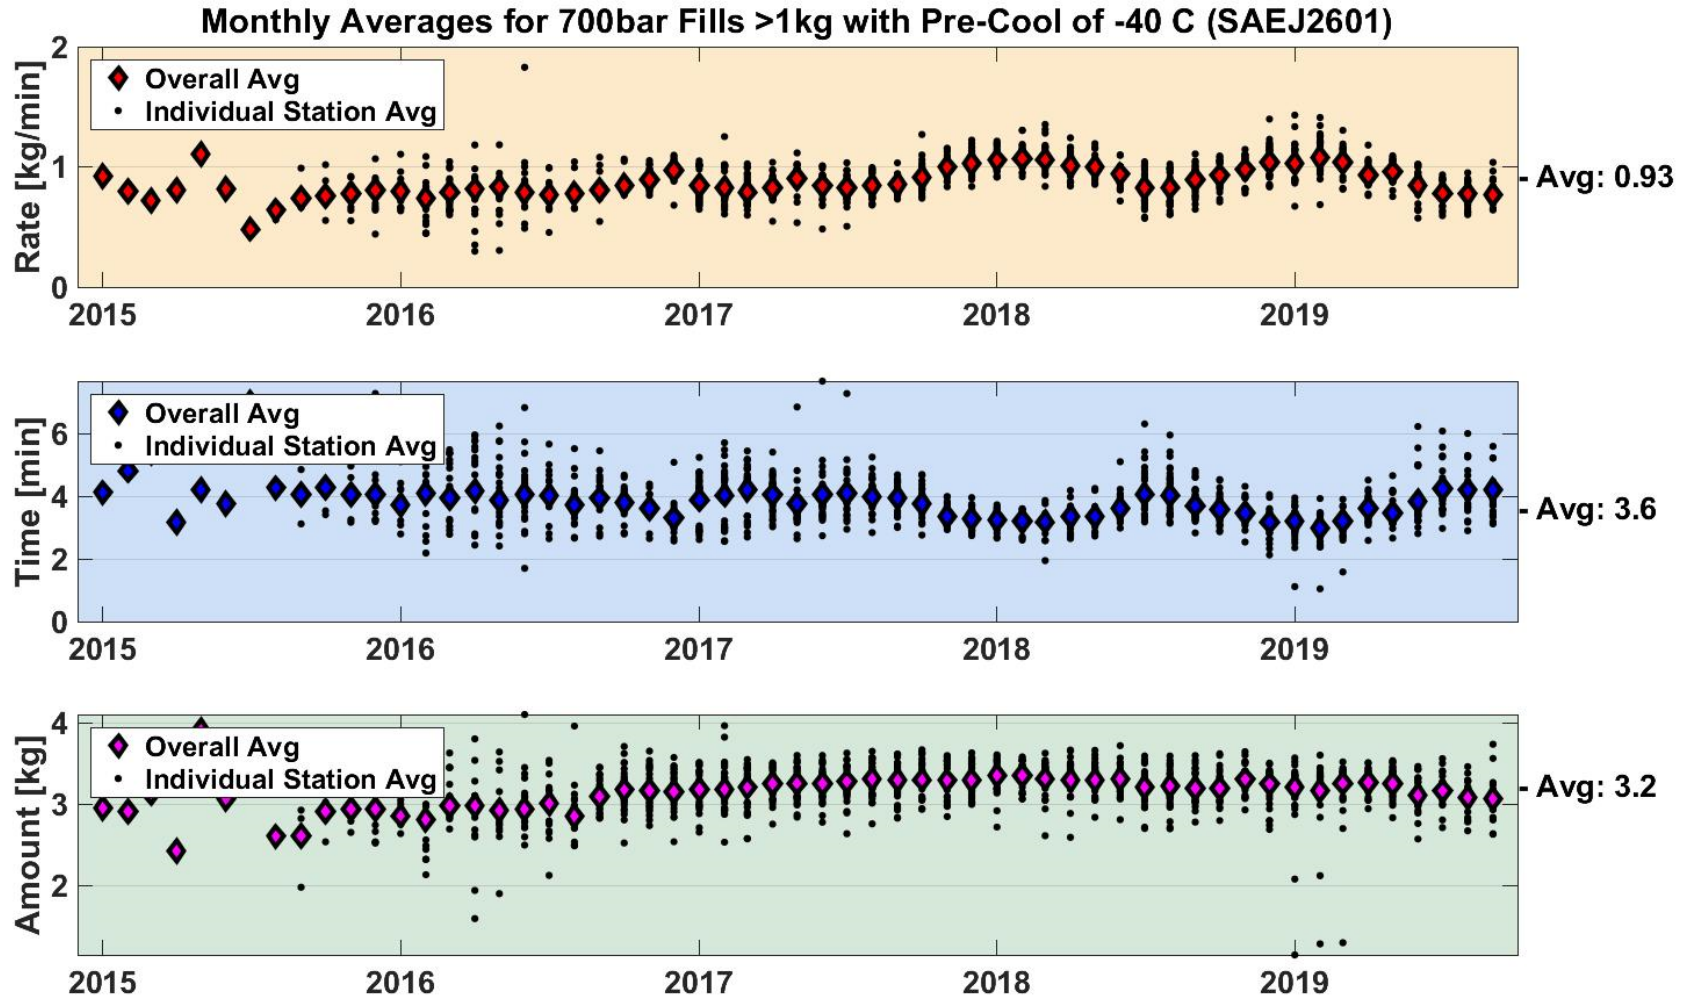 Monthly Averages for 700bar Fills >1kg with Pre-Cool of -40 C (SAEJ2601)
Rate [kg/min]
2
1
0
Overall Avg
Individual Station Avg
Avg: 0.93
2015 2016 2017 2018 2019
Time [min]
6
4
2
0
Overall Avg
Individual Station Avg
Avg: 3.6
2015 2016 2017 2018 2019
Amount [kg]
4
3
2
Overall Avg
Individual Station Avg
Avg: 3.2
2015 2016 2017 2018 2019